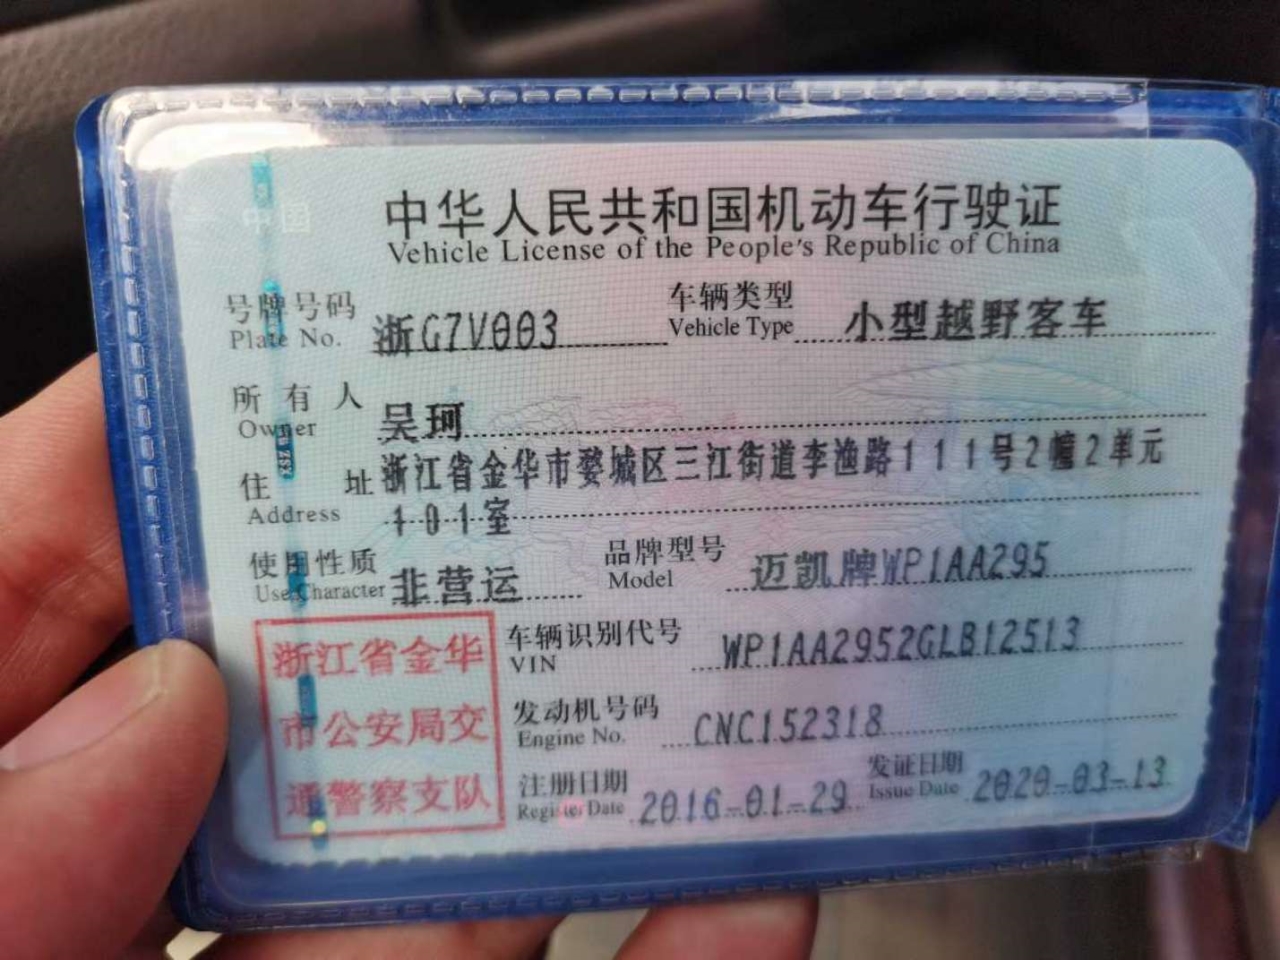 中国
中华人民共和国机动车行驶证
Vehicle License of the People's Republic of China
号牌号码 浙G7V003 车辆类型 小型越野客车
Plate No. Vehicle Type
所有人 吴珂
Owner
住址 浙江省金华市婺城区三江街道李渔路111号2幢2单元
Address 101室
使用性质 非营运 品牌型号 迈凯牌WP1AA295
Use Character Model
浙江省金华
市公安局交
通警察支队
车辆识别代号 WP1AA2952GLB12513
VIN
发动机号码 CNC152318
Engine No.
注册日期 2016-01-29 发证日期 2020-03-13
Register Date Issue Date